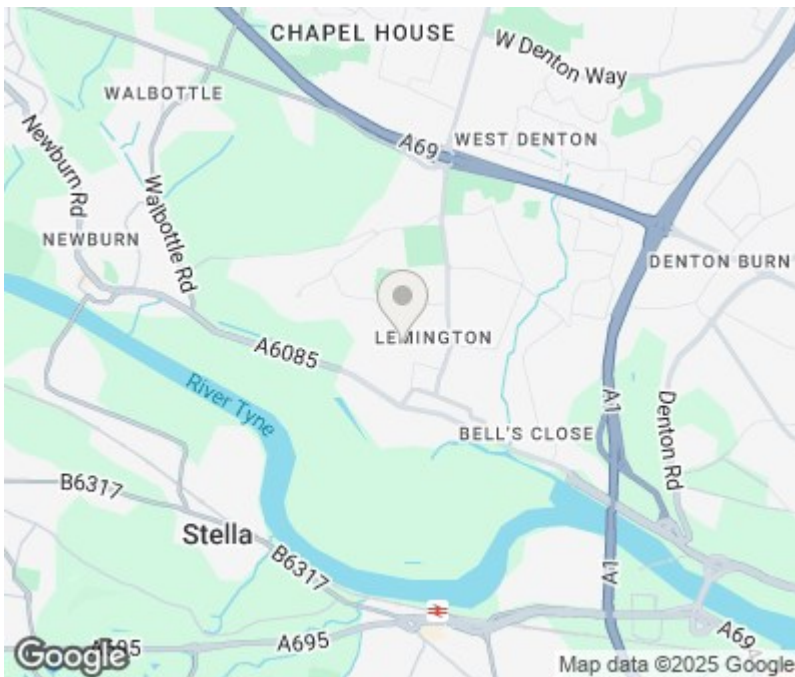 CHAPEL HOUSE
W Denton Way
WALBOTTLE
A69
WEST DENTON
Newburn Rd
Walbottle Rd
NEWBURN
DENTON BURN
LEMINGTON
A6085
River Tyne
A1
Denton Rd
BELL'S CLOSE
B6317
Stella
B6317
A1
A695
A695
A69
Google
Map data ©2025 Google